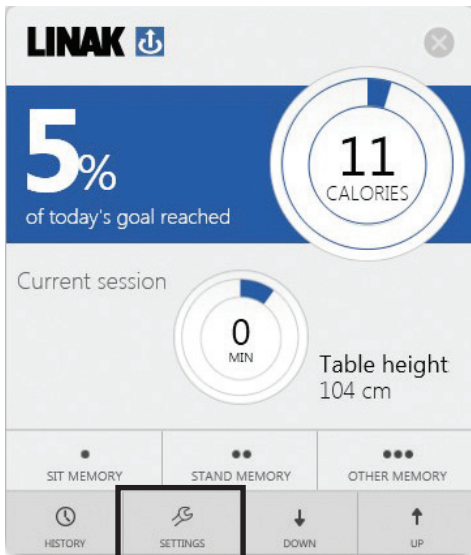 LINAK
5%
of today's goal reached
11
CALORIES
Current session
0
MIN
Table height
104 cm
SIT MEMORY
STAND MEMORY
OTHER MEMORY
HISTORY
SETTINGS
DOWN
UP